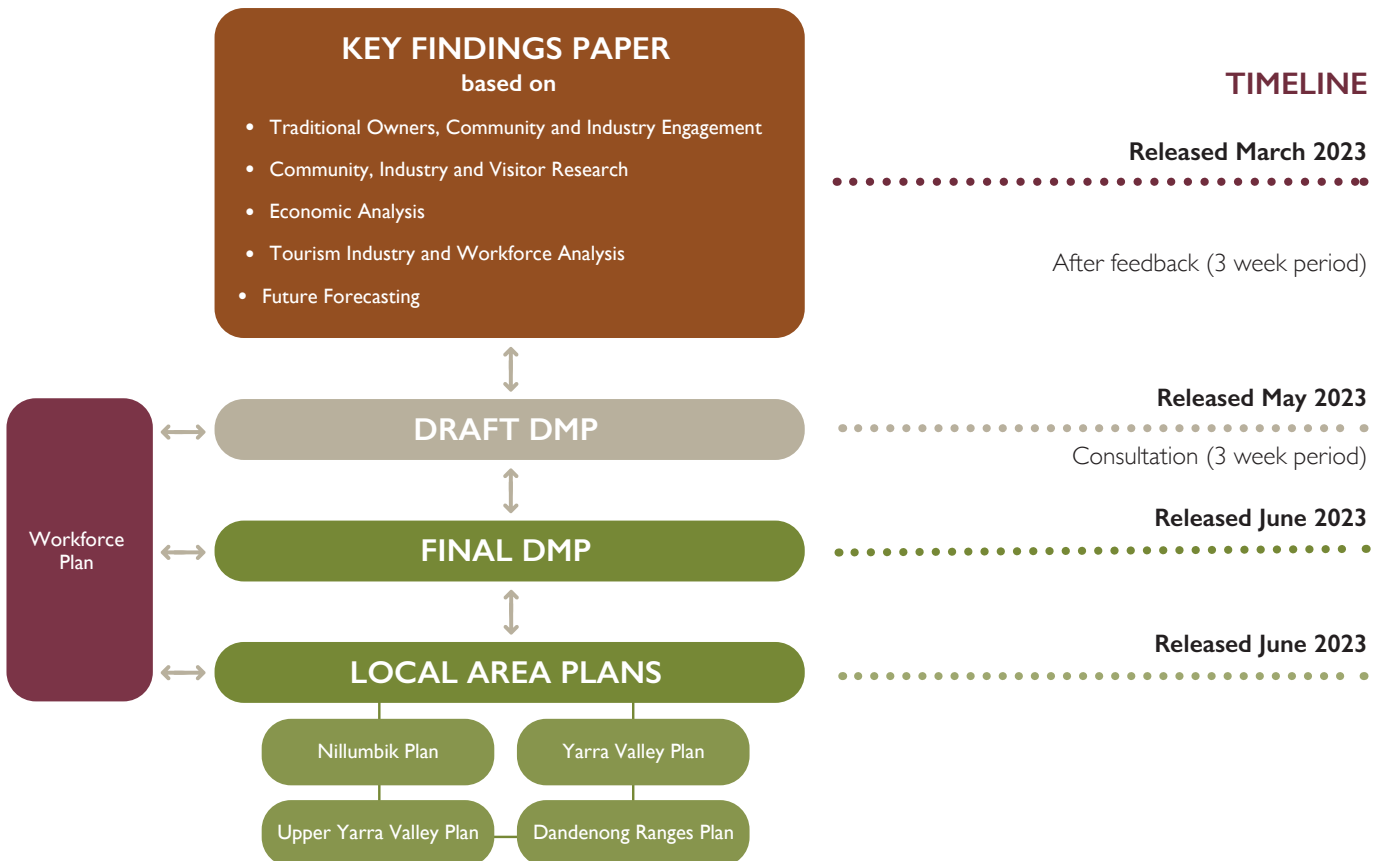 KEY FINDINGS PAPER
based on
• Traditional Owners, Community and Industry Engagement
• Community, Industry and Visitor Research
• Economic Analysis
• Tourism Industry and Workforce Analysis
• Future Forecasting
TIMELINE
Released March 2023
After feedback (3 week period)
DRAFT DMP
Released May 2023
Consultation (3 week period)
Workforce
Plan
FINAL DMP
Released June 2023
LOCAL AREA PLANS
Released June 2023
Nillumbik Plan
Yarra Valley Plan
Upper Yarra Valley Plan
Dandenong Ranges Plan